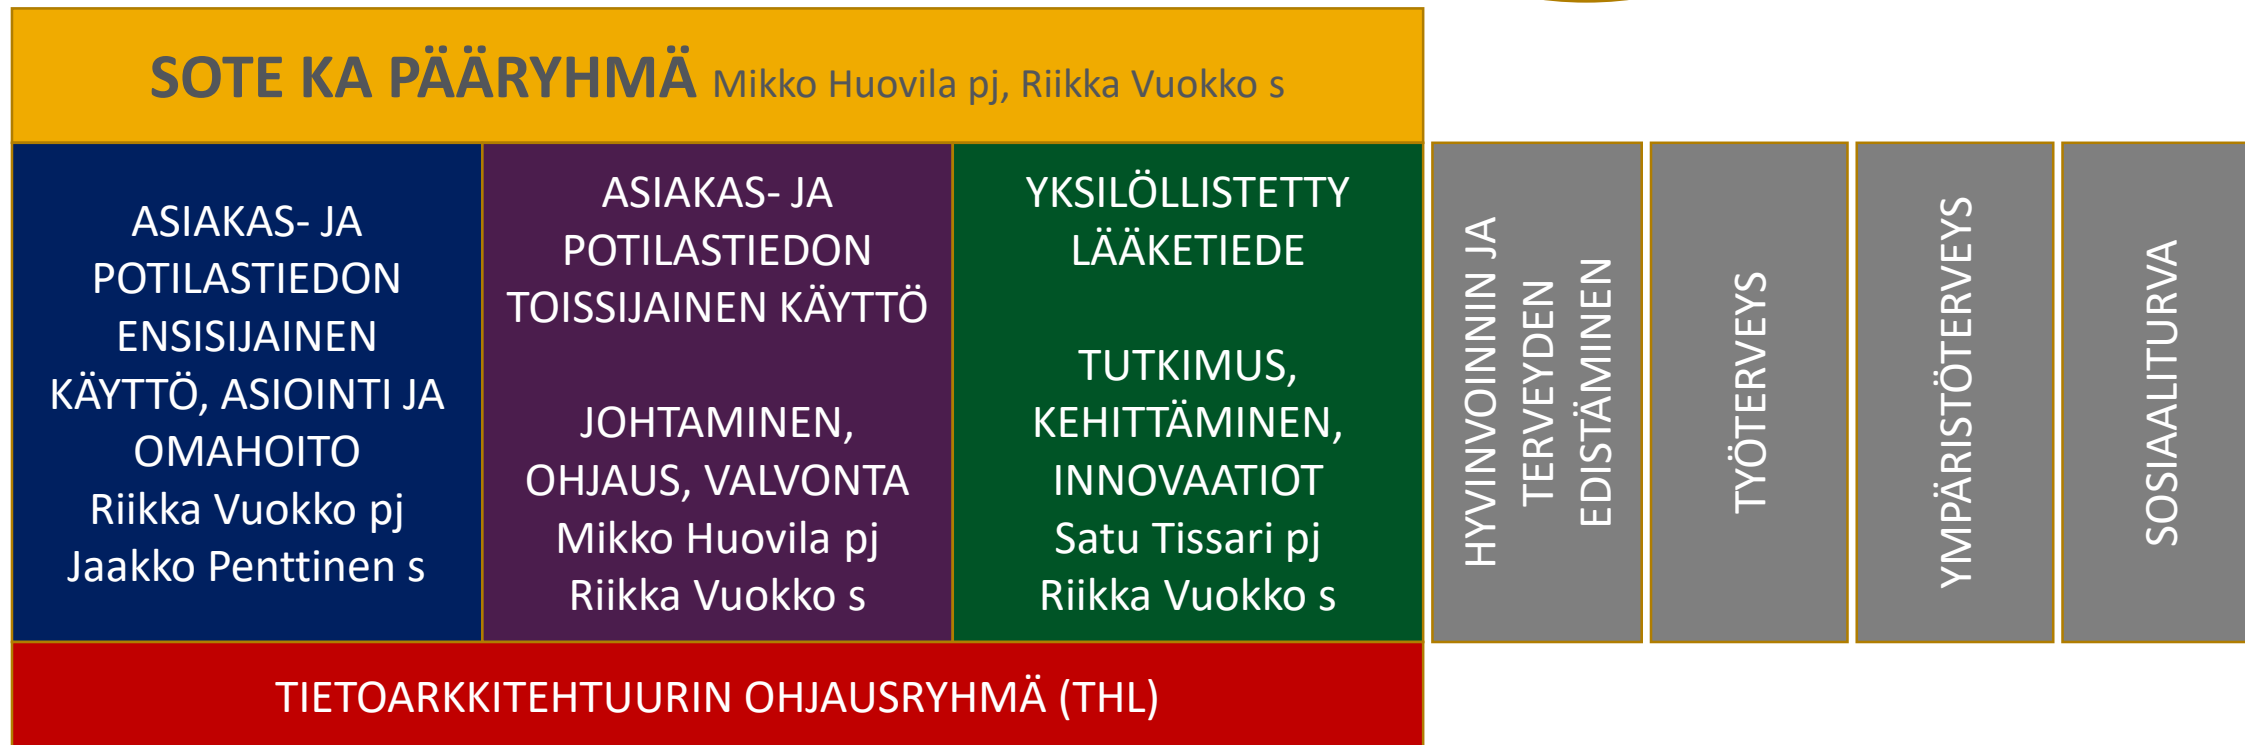 SOTE KA PÄÄRYHMÄ Mikko Huovila pj, Riikka Vuokko s
ASIAKAS- JA
POTILASTIEDON
ENSISIJAINEN
KÄYTTÖ, ASIOINTI JA
OMAHOITO
Riikka Vuokko pj
Jaakko Penttinen s
ASIAKAS- JA
POTILASTIEDON
TOISSIJAINEN KÄYTTÖ
JOHTAMINEN,
OHJAUS, VALVONTA
Mikko Huovila pj
Riikka Vuokko s
YKSILÖLLISTETTY
LÄÄKETIEDE
TUTKIMUS,
KEHITTÄMINEN,
INNOVAATIOT
Satu Tissari pj
Riikka Vuokko s
HYVINVOINNIN JA
TERVEYDEN
EDISTÄMINEN
TYÖTERVEYS
YMPÄRISTÖTERVEYS
SOSIAALITURVA
TIETOARKKITEHTUURIN OHJAUSRYHMÄ (THL)